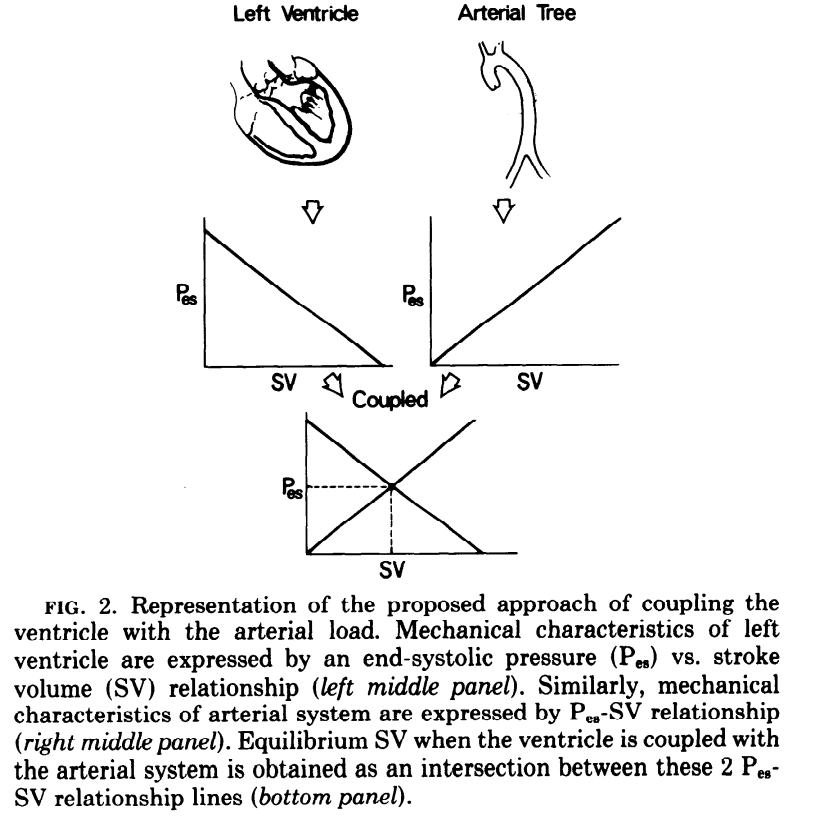 Left Ventricle Arterial Tree
Pes Pes
SV SV
Coupled
Pes
SV
FIG. 2. Representation of the proposed approach of coupling the
ventricle with the arterial load. Mechanical characteristics of left
ventricle are expressed by an end-systolic pressure (Pes) vs. stroke
volume (SV) relationship (left middle panel). Similarly, mechanical
characteristics of arterial system are expressed by Pes-SV relationship
(right middle panel). Equilibrium SV when the ventricle is coupled with
the arterial system is obtained as an intersection between these 2 Pes-
SV relationship lines (bottom panel).